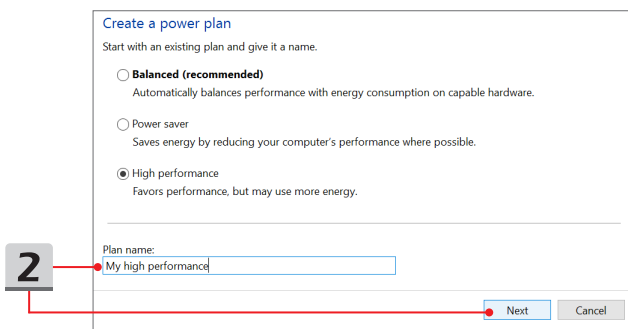 Create a power plan
Start with an existing plan and give it a name.
Balanced (recommended)
Automatically balances performance with energy consumption on capable hardware.
Power saver
Saves energy by reducing your computer's performance where possible.
High performance
Favors performance, but may use more energy.
Plan name:
2
My high performance
Next Cancel